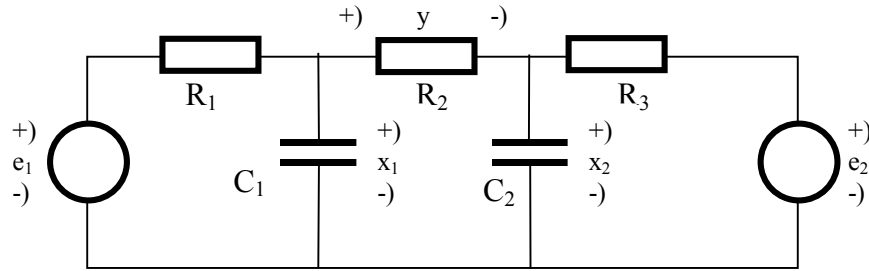 +) y -)
R₁ R₂ R₃
+) +) +) +)
e₁ x₁ x₂ e₂
-) C₁ -) C₂ -) -)